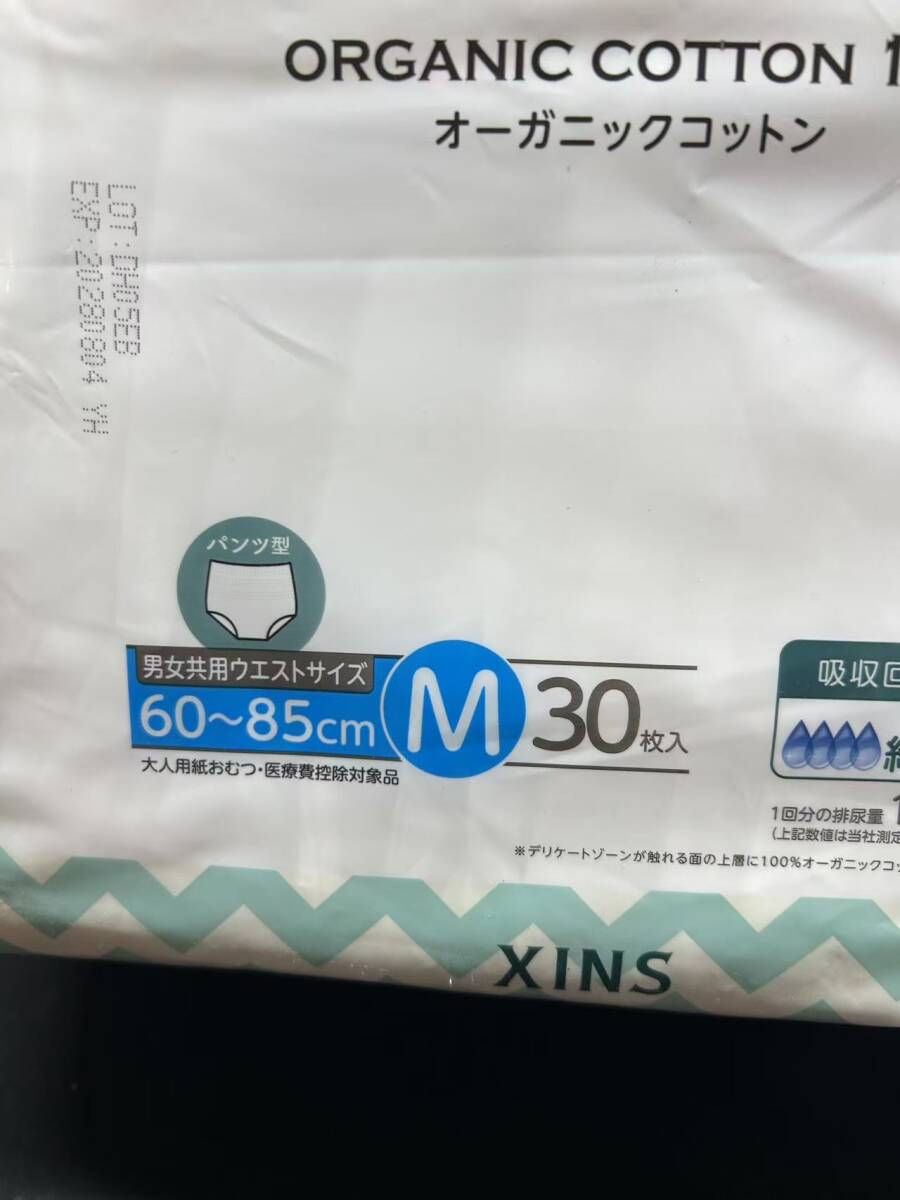 ORGANIC COTTON
オーガニックコットン
LOT:DH05EB
EXP:20280804 YH
パンツ型
男女共用ウエストサイズ
60～85cm
M
30枚入
大人用紙おむつ・医療費控除対象品
吸収回
1回分の排尿量
(上記数値は当社測定
※デリケートゾーンが触れる面の上層に100%オーガニックコッ
XINS